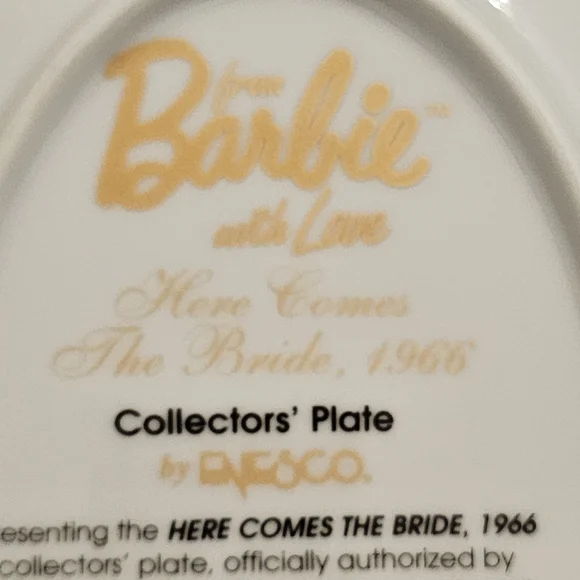 from
Barbie™
with Love
Here Comes
The Bride, 1966
Collectors' Plate
by ENESCO.
esenting the HERE COMES THE BRIDE, 1966
collectors' plate, officially authorized by